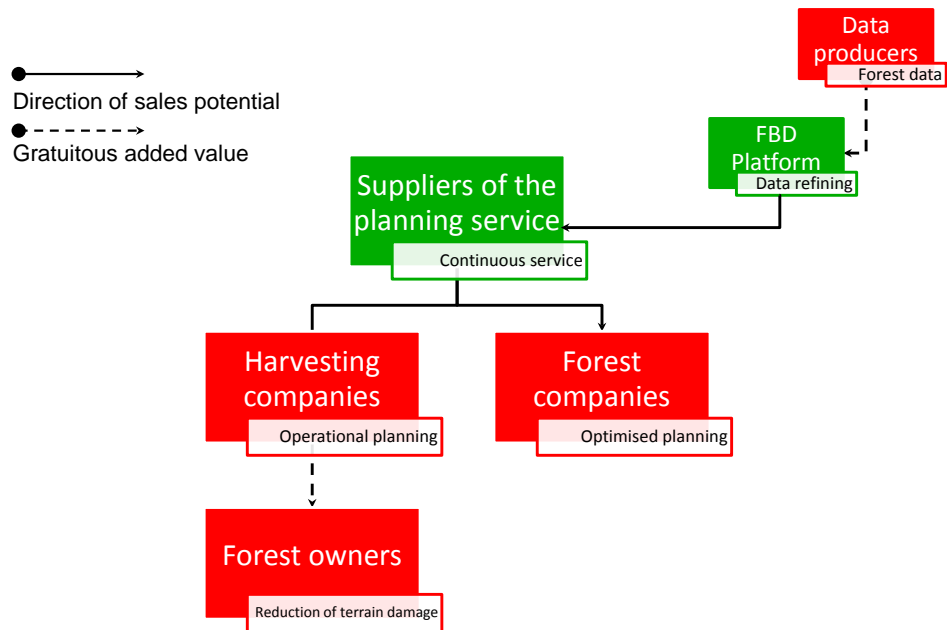 Data
producers
Forest data
Direction of sales potential
Gratuitous added value
FBD
Platform
Data refining
Suppliers of the
planning service
Continuous service
Harvesting
companies
Operational planning
Forest
companies
Optimised planning
Forest owners
Reduction of terrain damage